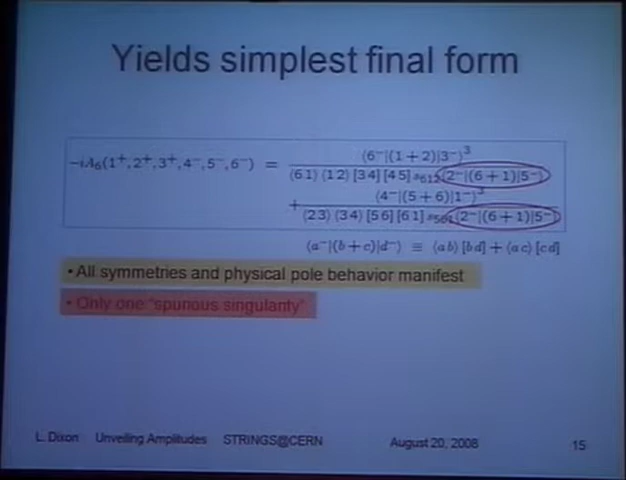 Yields simplest final form
−iA₆(1⁺,2⁺,3⁺,4⁻,5⁻,6⁻) = ⟨6⁻|(1+2)|3⁻⟩³
⟨6 1⟩ ⟨1 2⟩ [3 4] [4 5] s₆₁₂ ⟨2⁻|(6+1)|5⁻⟩
+ ⟨4⁻|(5+6)|1⁻⟩³
⟨2 3⟩ ⟨3 4⟩ [5 6] [6 1] s₅₆₁ ⟨2⁻|(6+1)|5⁻⟩
⟨a⁻|(b+c)|d⁻⟩ ≡ ⟨a b⟩ [b d] + ⟨a c⟩ [c d]
• All symmetries and physical pole behavior manifest
• Only one "spurious singularity"
L. Dixon Unveiling Amplitudes STRINGS@CERN August 20, 2008 15